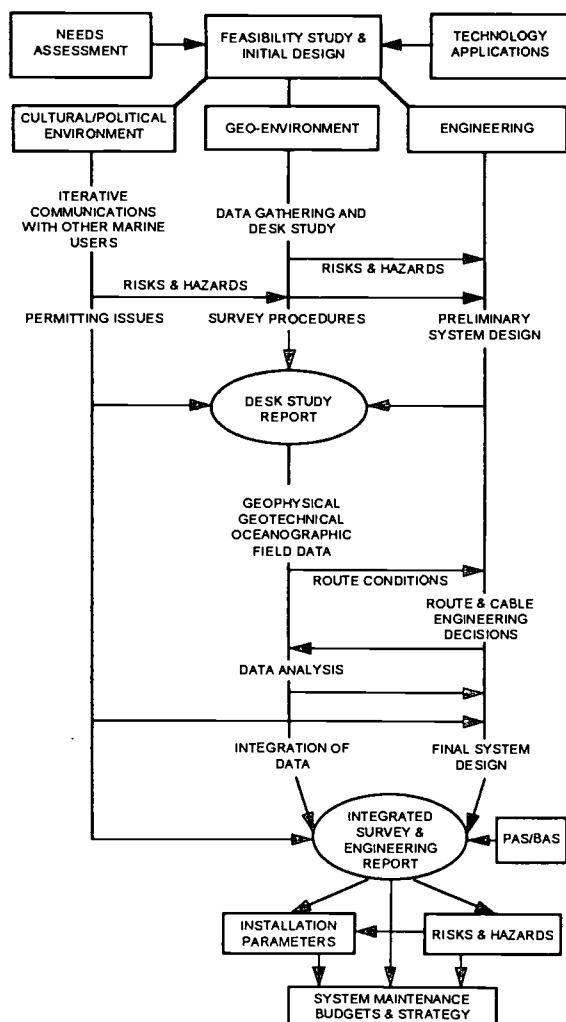 NEEDS
ASSESSMENT
FEASIBILITY STUDY &
INITIAL DESIGN
TECHNOLOGY
APPLICATIONS
CULTURAL/POLITICAL
ENVIRONMENT
GEO-ENVIRONMENT
ENGINEERING
ITERATIVE
COMMUNICATIONS
WITH OTHER MARINE
USERS
DATA GATHERING AND
DESK STUDY
RISKS & HAZARDS
RISKS & HAZARDS
PERMITTING ISSUES
SURVEY PROCEDURES
PRELIMINARY
SYSTEM DESIGN
DESK STUDY
REPORT
GEOPHYSICAL
GEOTECHNICAL
OCEANOGRAPHIC
FIELD DATA
ROUTE CONDITIONS
ROUTE & CABLE
ENGINEERING
DECISIONS
DATA ANALYSIS
INTEGRATION OF
DATA
FINAL SYSTEM
DESIGN
INTEGRATED
SURVEY &
ENGINEERING
REPORT
PAS/BAS
INSTALLATION
PARAMETERS
RISKS & HAZARDS
SYSTEM MAINTENANCE
BUDGETS & STRATEGY